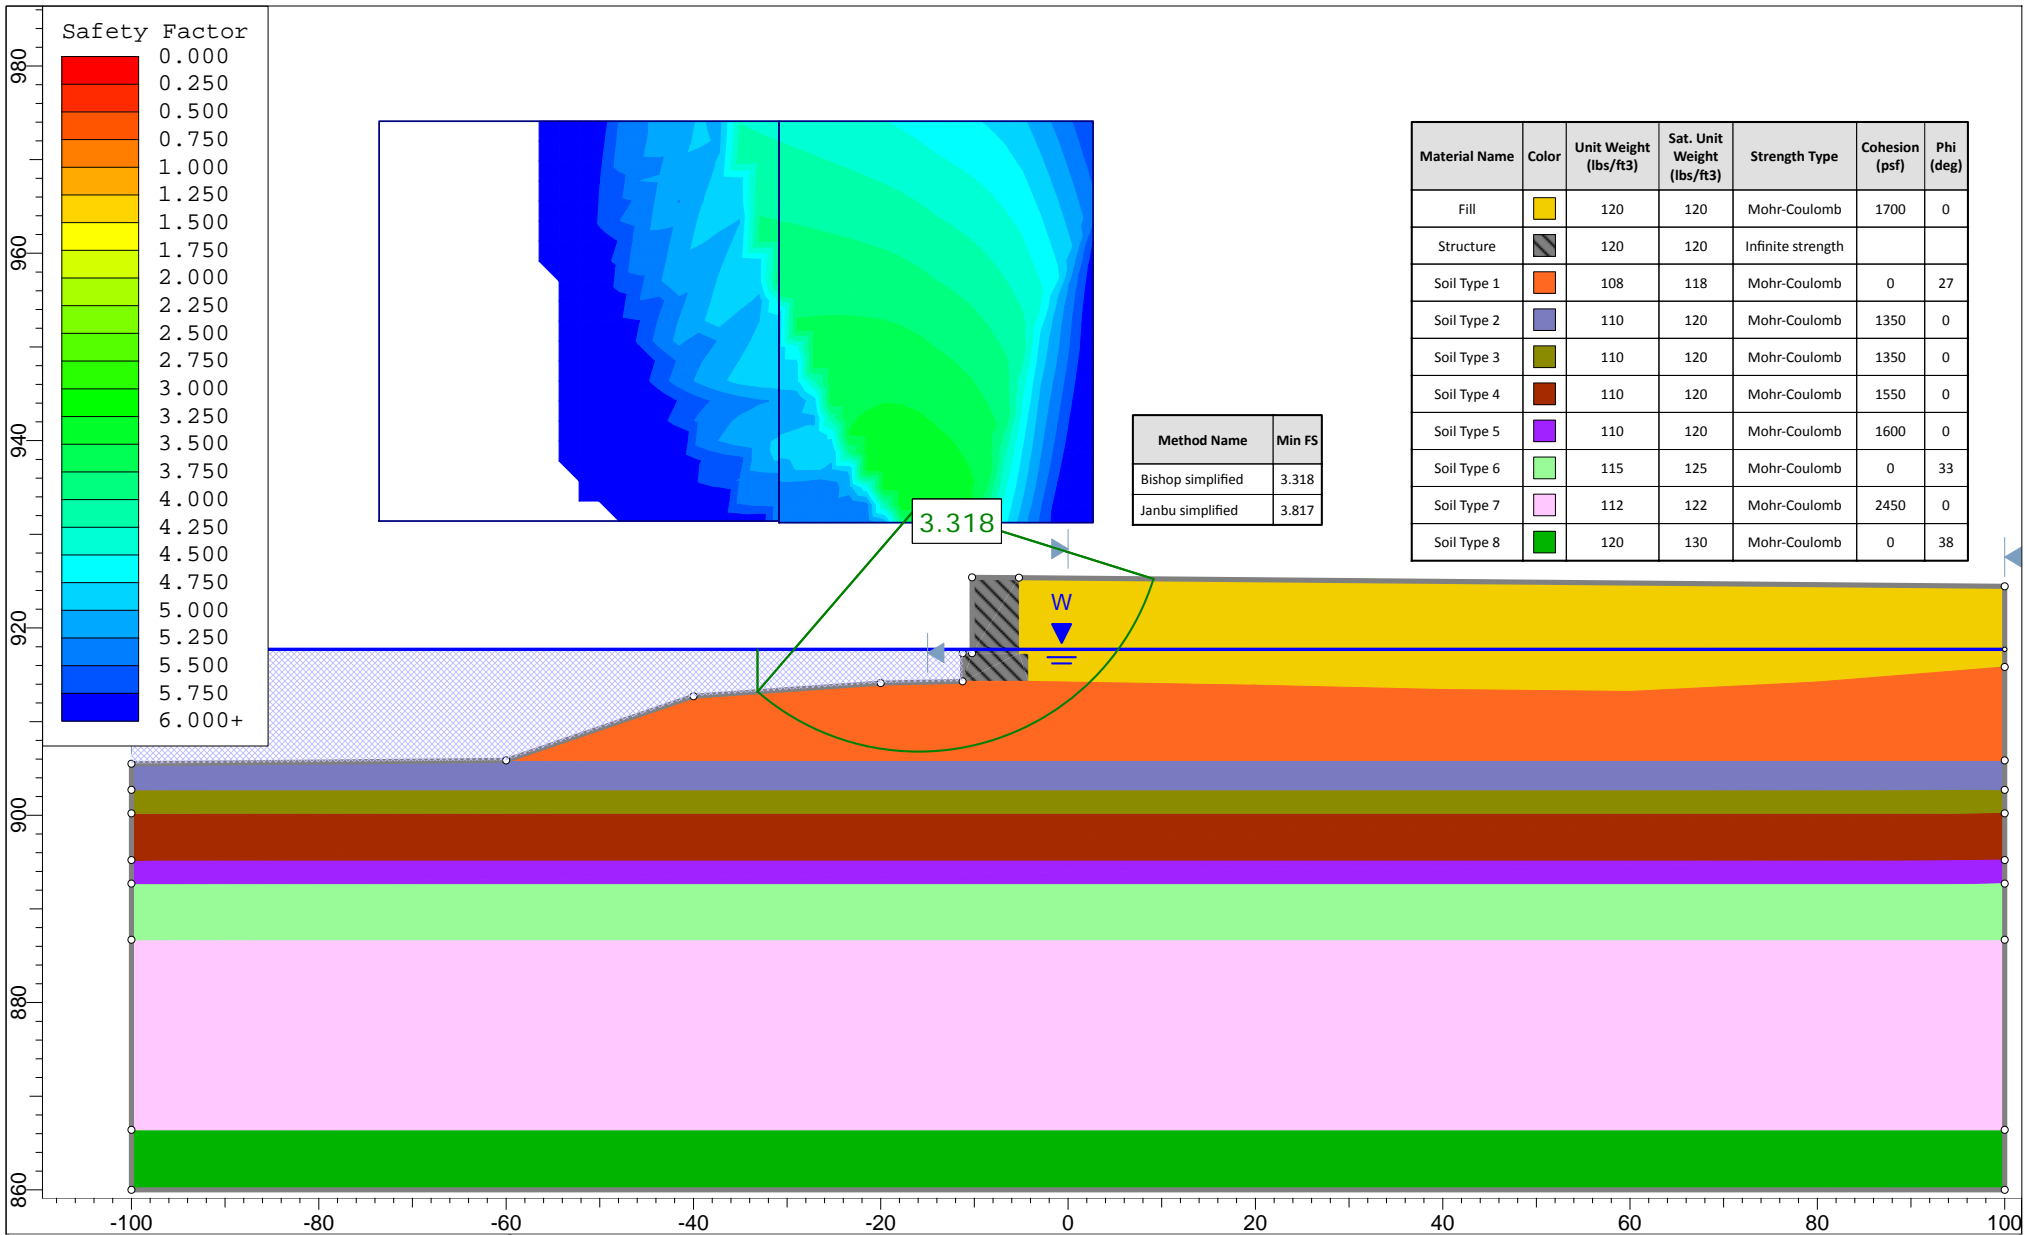 Safety Factor
0.000
0.250
0.500
0.750
1.000
1.250
1.500
1.750
2.000
2.250
2.500
2.750
3.000
3.250
3.500
3.750
4.000
4.250
4.500
4.750
5.000
5.250
5.500
5.750
6.000+
980
960
940
920
900
880
860
Material Name Color Unit Weight (lbs/ft3) Sat. Unit Weight (lbs/ft3) Strength Type Cohesion (psf) Phi (deg)
Fill 120 120 Mohr-Coulomb 1700 0
Structure 120 120 Infinite strength
Soil Type 1 108 118 Mohr-Coulomb 0 27
Soil Type 2 110 120 Mohr-Coulomb 1350 0
Soil Type 3 110 120 Mohr-Coulomb 1350 0
Soil Type 4 110 120 Mohr-Coulomb 1550 0
Soil Type 5 110 120 Mohr-Coulomb 1600 0
Soil Type 6 115 125 Mohr-Coulomb 0 33
Soil Type 7 112 122 Mohr-Coulomb 2450 0
Soil Type 8 120 130 Mohr-Coulomb 0 38
Method Name Min FS
Bishop simplified 3.318
Janbu simplified 3.817
3.318
W
-100 -80 -60 -40 -20 0 20 40 60 80 100